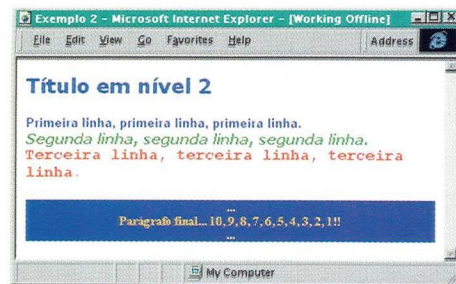 Exemplo 2 - Microsoft Internet Explorer - [Working Offline]
File Edit View Go Favorites Help Address
Título em nível 2
Primeira linha, primeira linha, primeira linha.
Segunda linha, segunda linha, segunda linha.
Terceira linha, terceira linha, terceira
linha.
...
Parágrafo final... 10, 9, 8, 7, 6, 5, 4, 3, 2, 1!!
...
My Computer